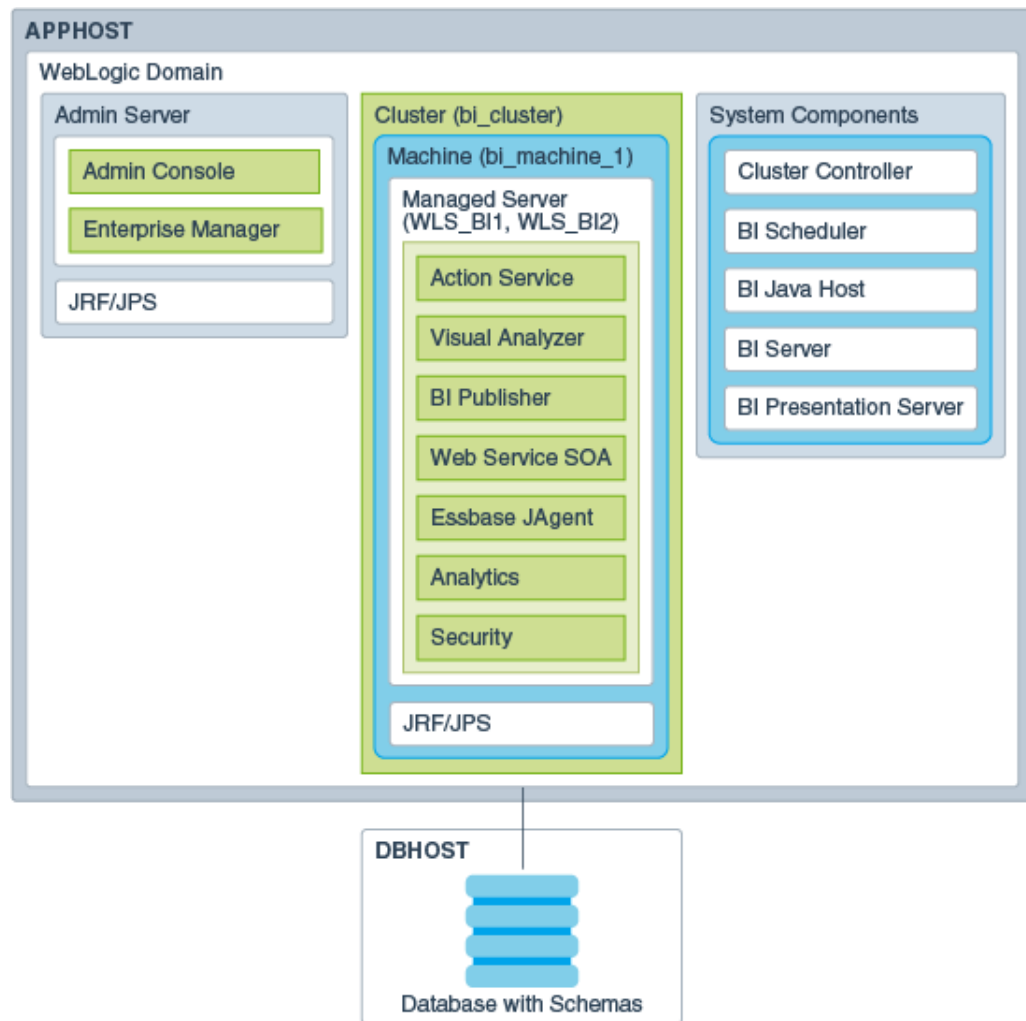 APPHOST
WebLogic Domain
Admin Server
Admin Console
Enterprise Manager
JRF/JPS
Cluster (bi_cluster)
Machine (bi_machine_1)
Managed Server
(WLS_BI1, WLS_BI2)
Action Service
Visual Analyzer
BI Publisher
Web Service SOA
Essbase JAgent
Analytics
Security
JRF/JPS
System Components
Cluster Controller
BI Scheduler
BI Java Host
BI Server
BI Presentation Server
DBHOST
Database with Schemas